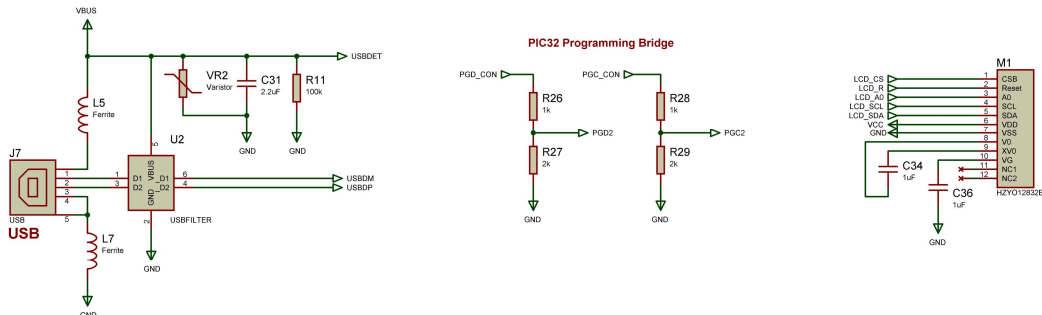 VBUS
USBDET
VR2
Varistor
C31
2.2uF
R11
100k
L5
Ferrite
GND
GND
U2
5
J7
1
2
3
4
5
USB
USB
1
3
D1
D2
VBUS
GND
I_D1
I_D2
6
4
USBDM
USBDP
2
USBFILTER
L7
Ferrite
GND
GND
PIC32 Programming Bridge
PGD_CON
PGC_CON
R26
1k
R28
1k
PGD2
PGC2
R27
2k
R29
2k
GND
GND
M1
LCD_CS 1 CSB
LCD_R 2 Reset
LCD_A0 3 A0
LCD_SCL 4 SCL
LCD_SDA 5 SDA
VCC 6 VDD
GND 7 VSS
8 V0
9 XV0
10 VG
11 NC1
12 NC2
C34
1uF
C36
1uF
GND